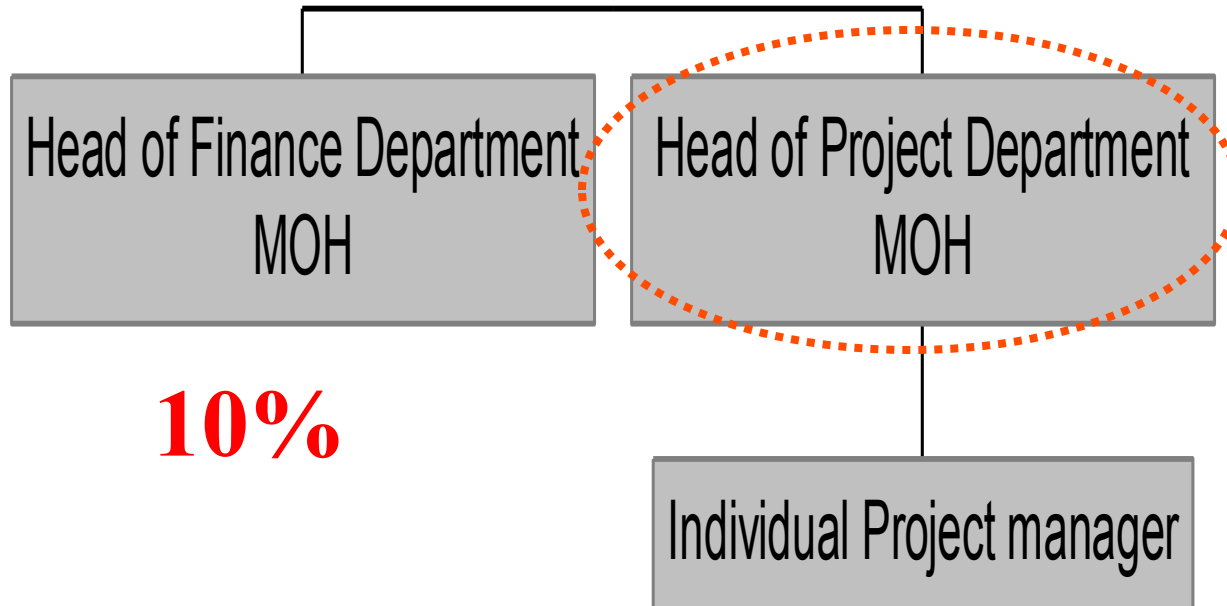 Head of Finance Department
MOH
Head of Project Department
MOH
10%
Individual Project manager